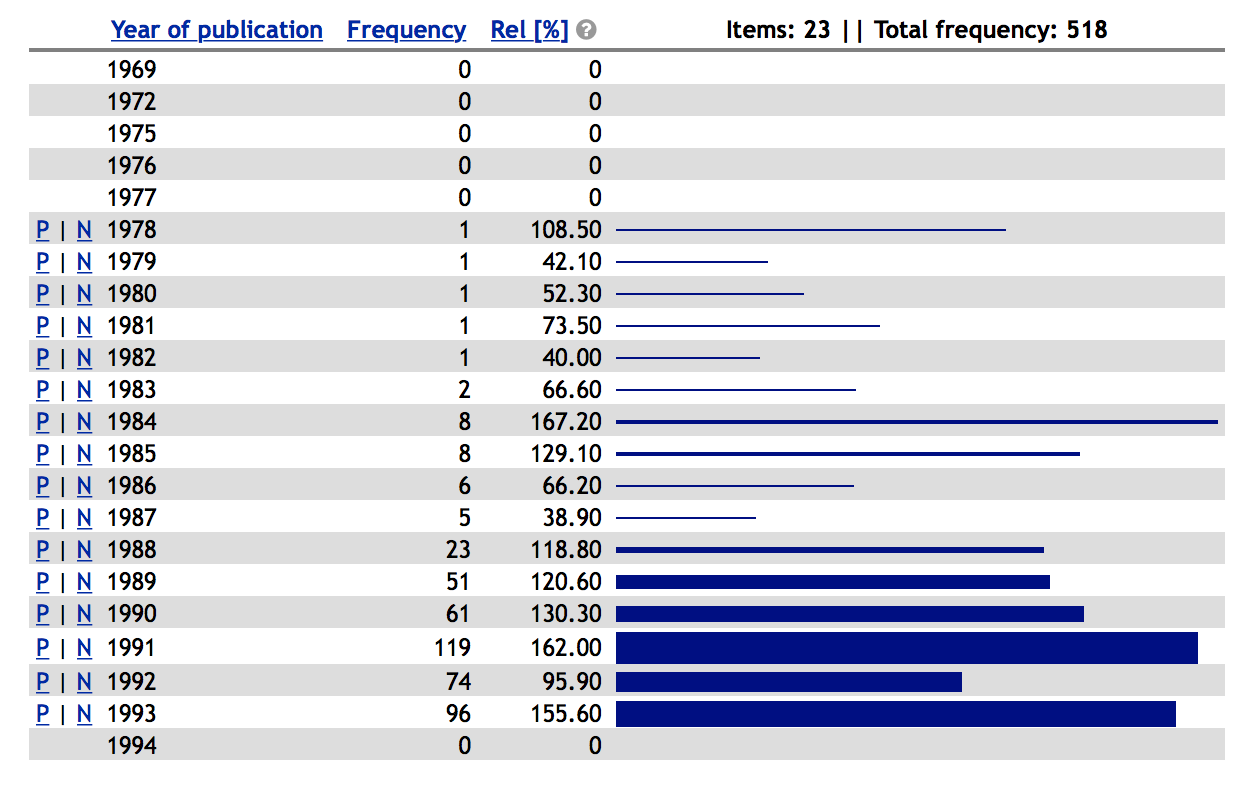 Year of publication Frequency Rel [%] ? Items: 23 || Total frequency: 518
1969 0 0
1972 0 0
1975 0 0
1976 0 0
1977 0 0
P | N 1978 1 108.50
P | N 1979 1 42.10
P | N 1980 1 52.30
P | N 1981 1 73.50
P | N 1982 1 40.00
P | N 1983 2 66.60
P | N 1984 8 167.20
P | N 1985 8 129.10
P | N 1986 6 66.20
P | N 1987 5 38.90
P | N 1988 23 118.80
P | N 1989 51 120.60
P | N 1990 61 130.30
P | N 1991 119 162.00
P | N 1992 74 95.90
P | N 1993 96 155.60
1994 0 0